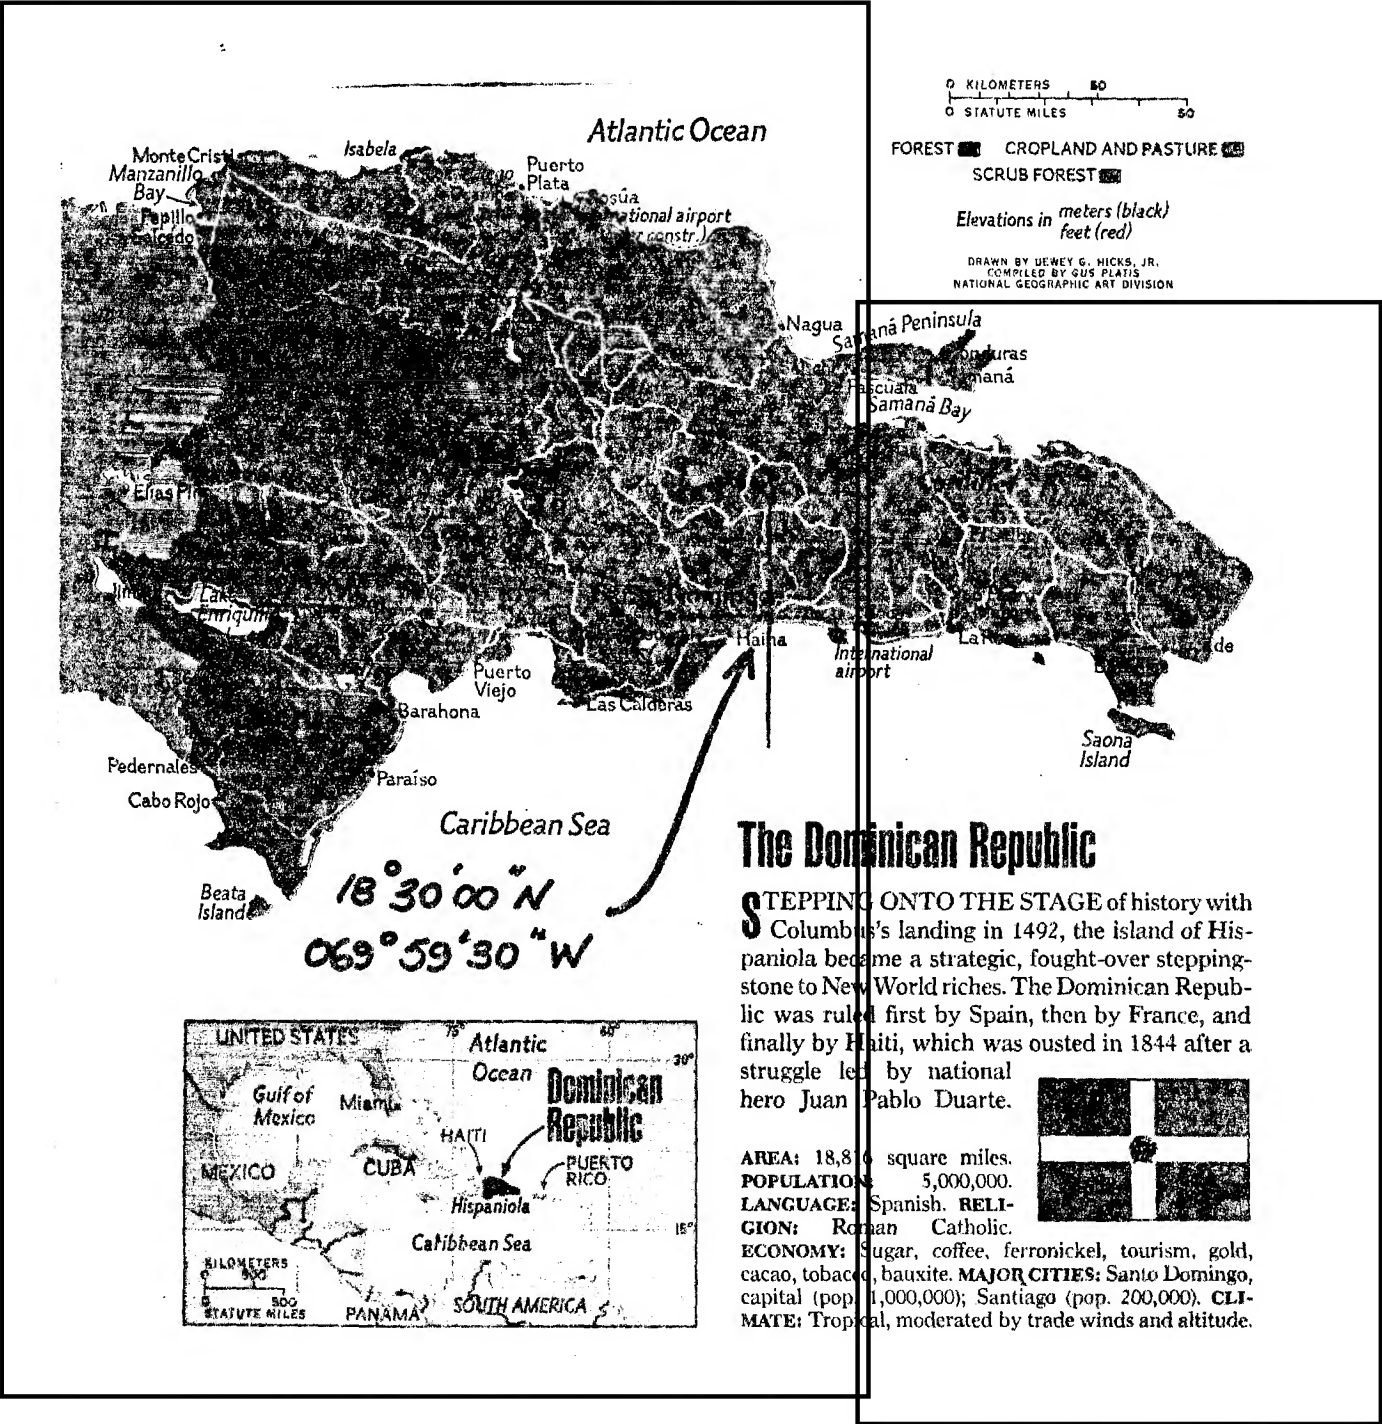 0 KILOMETERS 50
0 STATUTE MILES 50
FOREST CROPLAND AND PASTURE
SCRUB FOREST
Elevations in meters (black)
feet (red)
DRAWN BY DEWEY G. HICKS, JR.
COMPILED BY GUS PLATIS
NATIONAL GEOGRAPHIC ART DIVISION
Atlantic Ocean
Monte Cristi
Manzanillo
Bay
Isabela
Puerto
Plata
Nagua
Samaná Peninsula
Samaná Bay
Lake
Haina
International
airport
Puerto
Viejo
Las Calderas
Barahona
Pedernales
Cabo Rojo
Paraíso
Saona
Island
Beata
Island
Caribbean Sea
18°30'00"N
069°59'30"W
The Dominican Republic
STEPPING ONTO THE STAGE of history with
Columbus's landing in 1492, the island of His-
paniola became a strategic, fought-over stepping-
stone to New World riches. The Dominican Repub-
lic was ruled first by Spain, then by France, and
finally by Haiti, which was ousted in 1844 after a
struggle led by national
hero Juan Pablo Duarte.
AREA: 18,816 square miles.
POPULATION: 5,000,000.
LANGUAGE: Spanish. RELI-
GION: Roman Catholic.
ECONOMY: Sugar, coffee, ferronickel, tourism, gold,
cacao, tobacco, bauxite. MAJOR CITIES: Santo Domingo,
capital (pop. 1,000,000); Santiago (pop. 200,000). CLI-
MATE: Tropical, moderated by trade winds and altitude.
UNITED STATES
75°
60°
30°
Atlantic
Ocean
Gulf of
Mexico
Miami
Dominican
Republic
HAITI
MEXICO
CUBA
PUERTO
RICO
Hispaniola
15°
Caribbean Sea
KILOMETERS
0 500
0 500
STATUTE MILES
PANAMA
SOUTH AMERICA